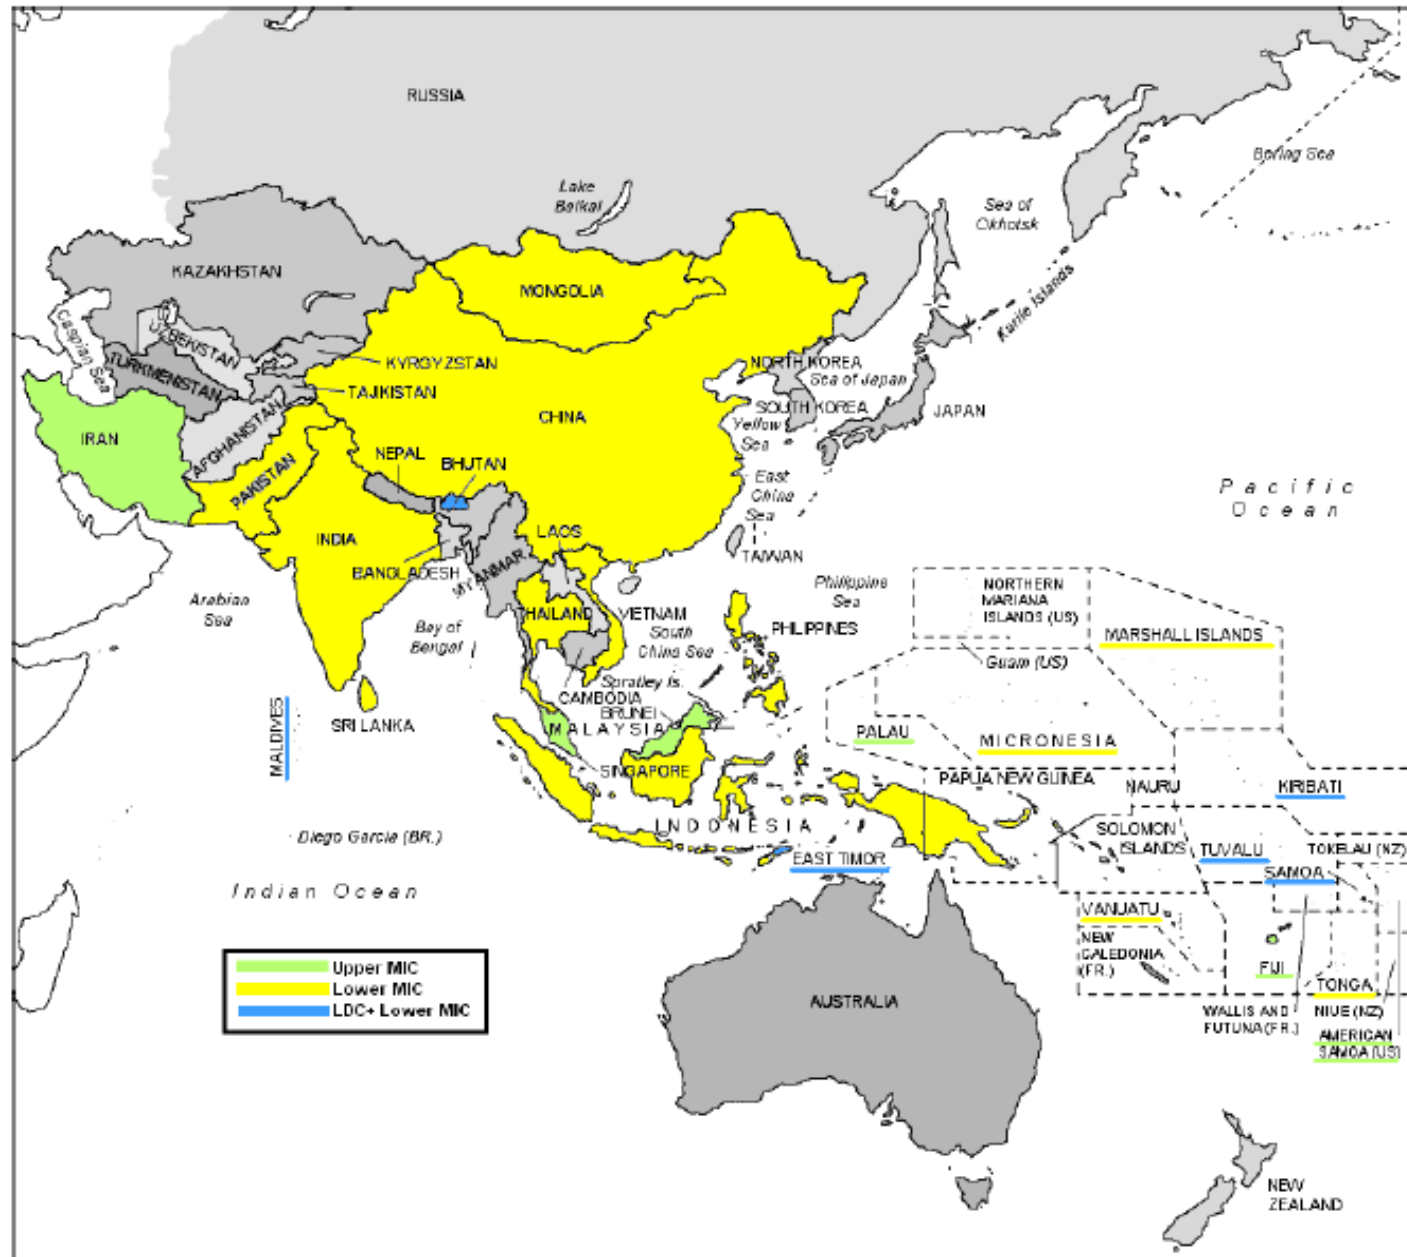 RUSSIA
Bering Sea
Lake
Baikal
Sea of
Okhotsk
KAZAKHSTAN
MONGOLIA
Kurile Islands
Caspian Sea
UZBEKISTAN
TURKMENISTAN
KYRGYZSTAN
NORTH KOREA
Sea of Japan
TAJIKISTAN
SOUTH KOREA
JAPAN
CHINA
Yellow
Sea
IRAN
AFGHANISTAN
NEPAL
BHUTAN
PAKISTAN
East
China
Sea
Pacific
Ocean
INDIA
LAOS
TAIWAN
BANGLADESH
MYANMAR
Philippine
Sea
NORTHERN
MARIANA
ISLANDS (US)
Arabian
Sea
THAILAND
VIETNAM
PHILIPPINES
Bay of
Bengal
South
China Sea
MARSHALL ISLANDS
Guam (US)
Spratley Is.
CAMBODIA
BRUNEI
MALDIVES
SRI LANKA
MALAYSIA
PALAU
MICRONESIA
SINGAPORE
PAPUA NEW GUINEA
NAURU
KIRIBATI
INDONESIA
Diego Garcia (BR.)
SOLOMON
ISLANDS
TUVALU
TOKELAU (NZ)
EAST TIMOR
SAMOA
Indian Ocean
VANUATU
NEW
CALEDONIA
(FR.)
FIJI
TONGA
AUSTRALIA
WALLIS AND
FUTUNA (FR.)
NIUE (NZ)
AMERICAN
SAMOA (US)
Upper MIC
Lower MIC
LDC+ Lower MIC
NEW
ZEALAND